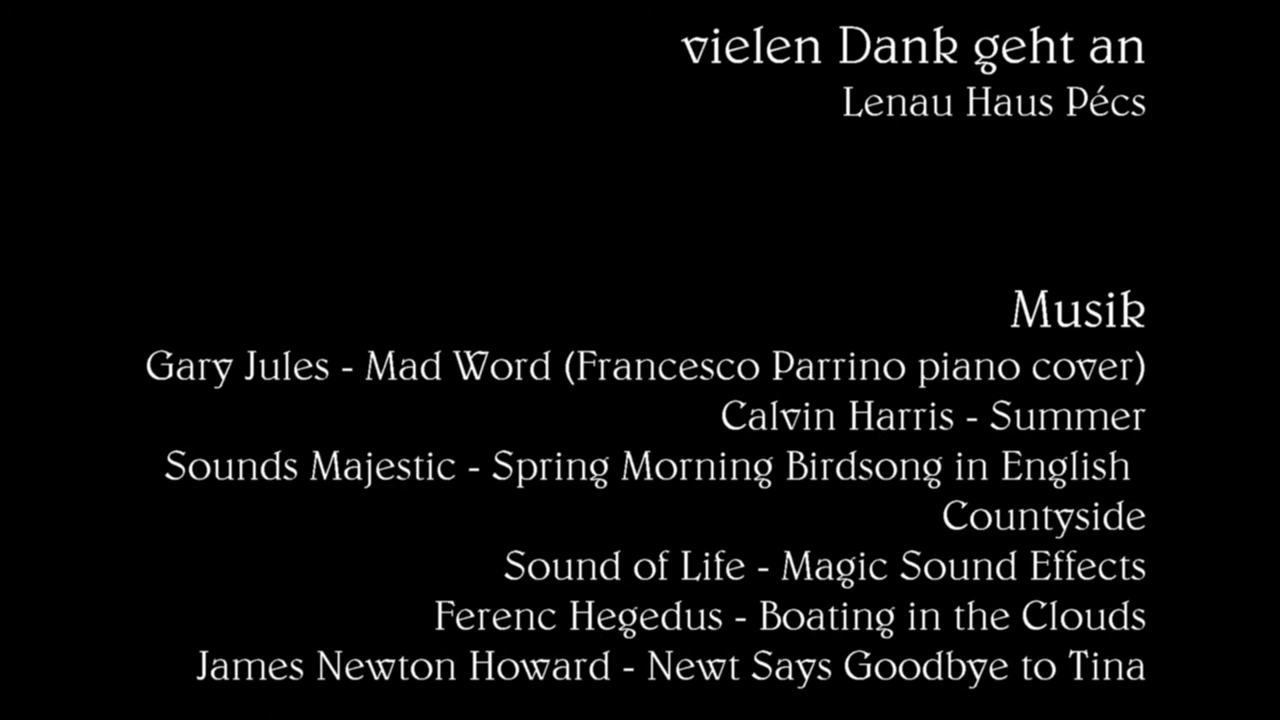 vielen Dank geht an
Lenau Haus Pécs
Musik
Gary Jules - Mad Word (Francesco Parrino piano cover)
Calvin Harris - Summer
Sounds Majestic - Spring Morning Birdsong in English
Countyside
Sound of Life - Magic Sound Effects
Ferenc Hegedus - Boating in the Clouds
James Newton Howard - Newt Says Goodbye to Tina